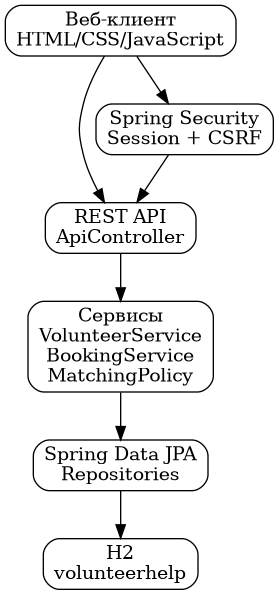 Веб-клиент
HTML/CSS/JavaScript
Spring Security
Session + CSRF
REST API
ApiController
Сервисы
VolunteerService
BookingService
MatchingPolicy
Spring Data JPA
Repositories
H2
volunteerhelp